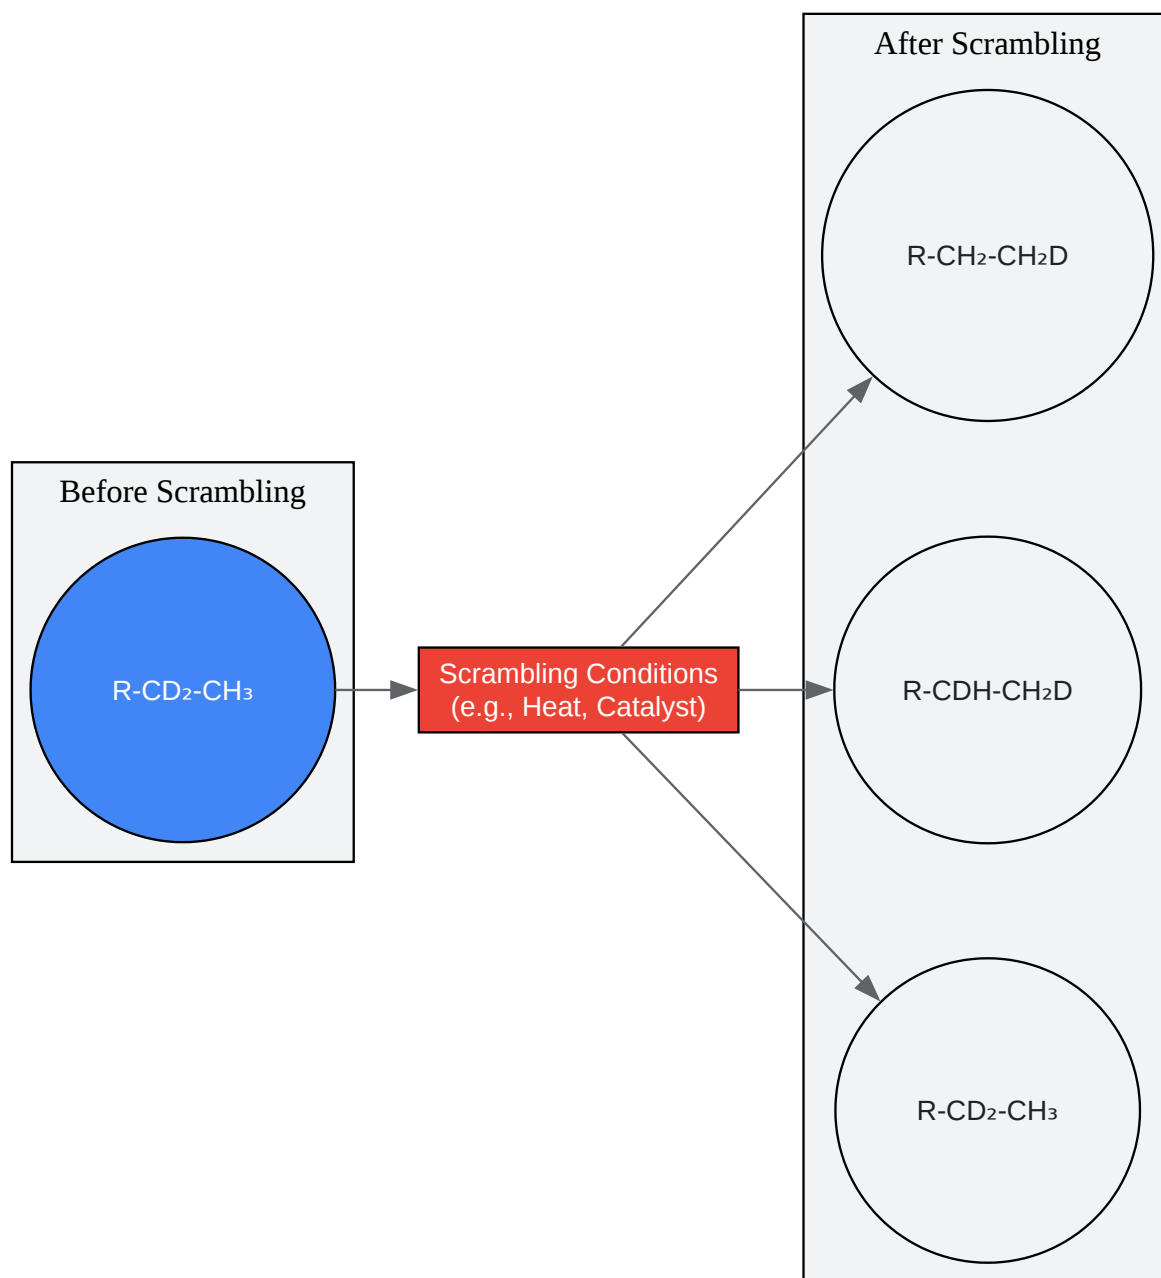 After Scrambling
R-CH₂-CH₂D
Before Scrambling
R-CD₂-CH₃
Scrambling Conditions
(e.g., Heat, Catalyst)
R-CDH-CH₂D
R-CD₂-CH₃